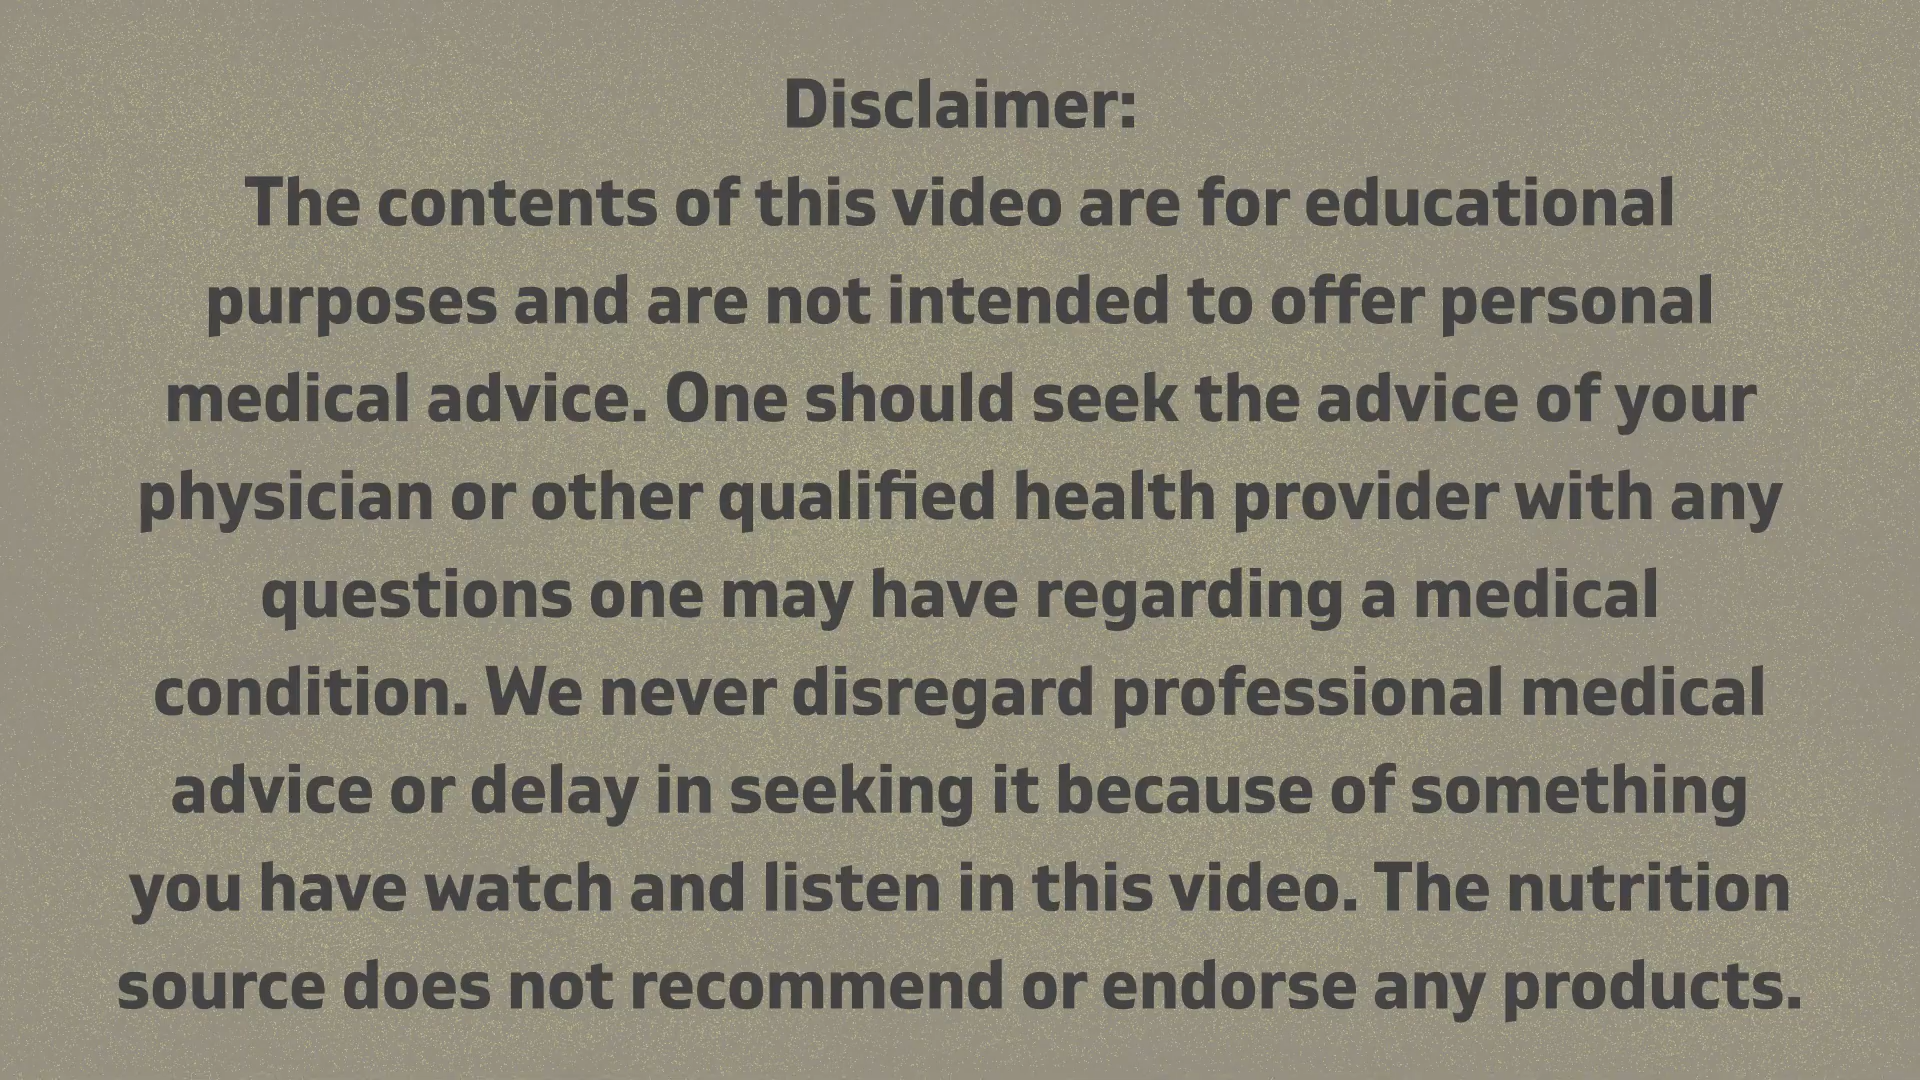 Disclaimer:
The contents of this video are for educational
purposes and are not intended to offer personal
medical advice. One should seek the advice of your
physician or other qualified health provider with any
questions one may have regarding a medical
condition. We never disregard professional medical
advice or delay in seeking it because of something
you have watch and listen in this video. The nutrition
source does not recommend or endorse any products.